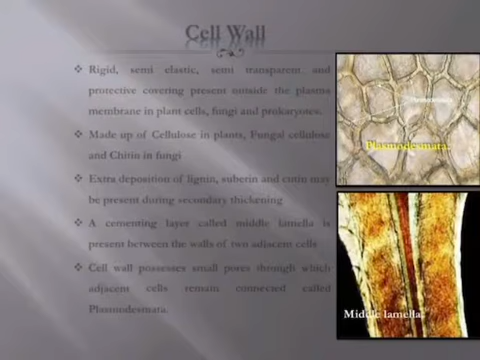 Cell Wall
Rigid, semi elastic, semi transparent and
protective covering present outside the plasma
membrane in plant cells, fungi and prokaryotes.
Made up of Cellulose in plants, Fungal cellulose
and Chitin in fungi
Extra deposition of lignin, suberin and cutin may
be present during secondary thickening
A cementing layer called middle lamella is
present between the walls of two adjscent cells
Cell wall possesses small pores through which
adjacent cells remain connected called
Plasmodesmara.
Plasmodesmara.
Middle lamella.